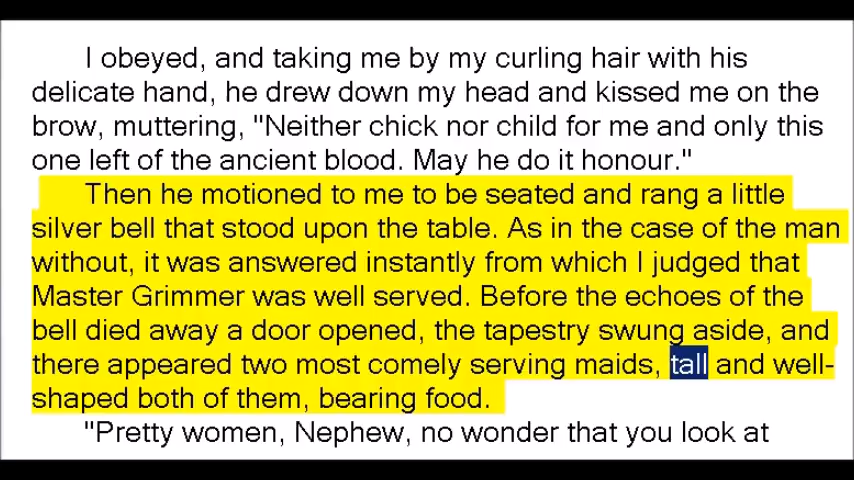 I obeyed, and taking me by my curling hair with his
delicate hand, he drew down my head and kissed me on the
brow, muttering, "Neither chick nor child for me and only this
one left of the ancient blood. May he do it honour."
Then he motioned to me to be seated and rang a little
silver bell that stood upon the table. As in the case of the man
without, it was answered instantly from which I judged that
Master Grimmer was well served. Before the echoes of the
bell died away a door opened, the tapestry swung aside, and
there appeared two most comely serving maids, tall and well-
shaped both of them, bearing food.
"Pretty women, Nephew, no wonder that you look at